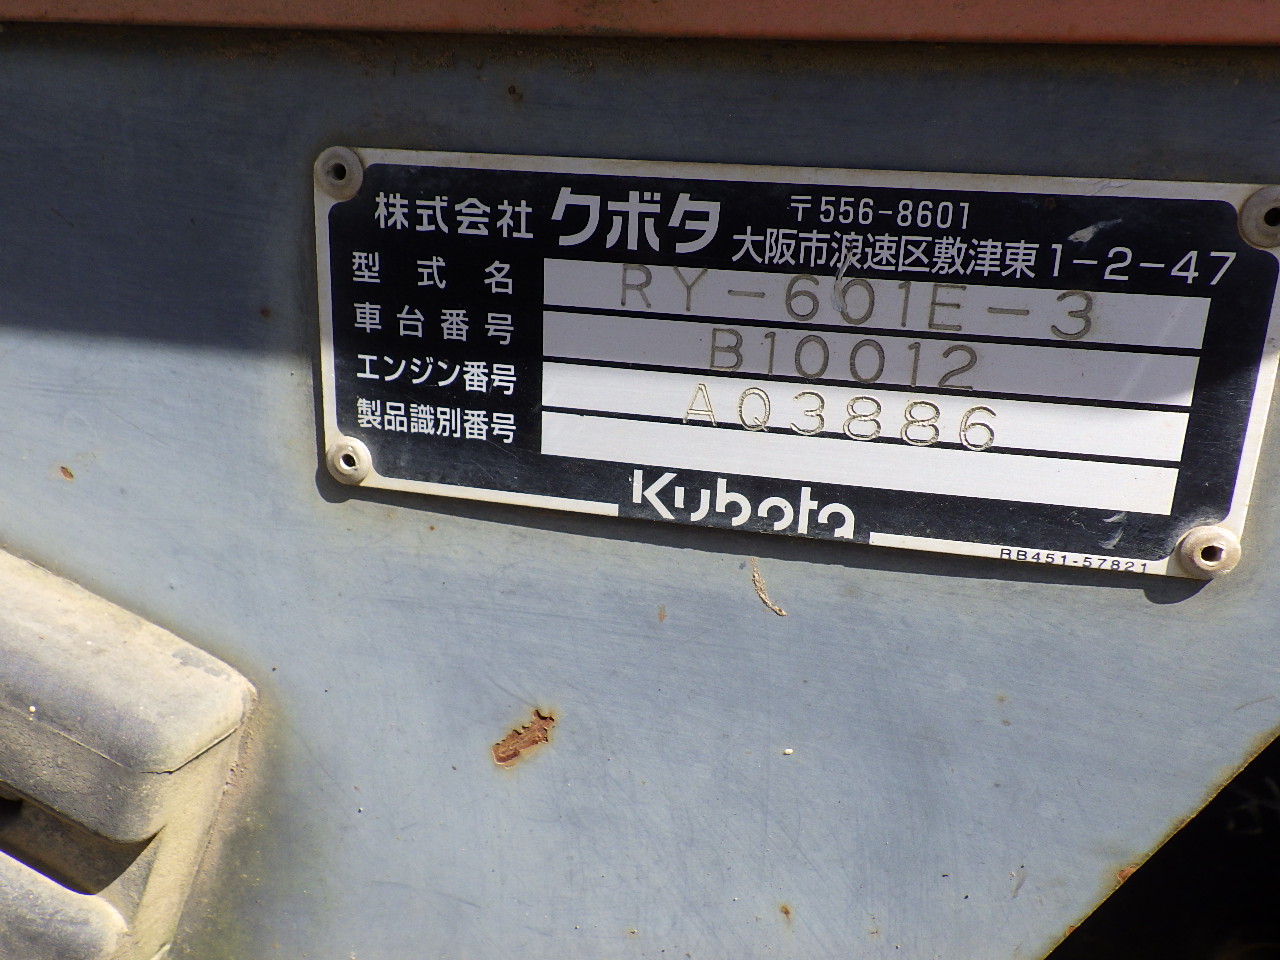 株式会社 クボタ 〒556-8601
大阪市浪速区敷津東1-2-47
型式名 RY-601E-3
車台番号 B10012
エンジン番号 AQ3886
製品識別番号
Kubota
RB451-57821